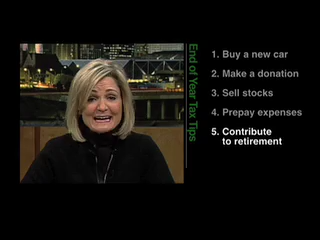 End of Year Tax Tips
1. Buy a new car
2. Make a donation
3. Sell stocks
4. Prepay expenses
5. Contribute
to retirement